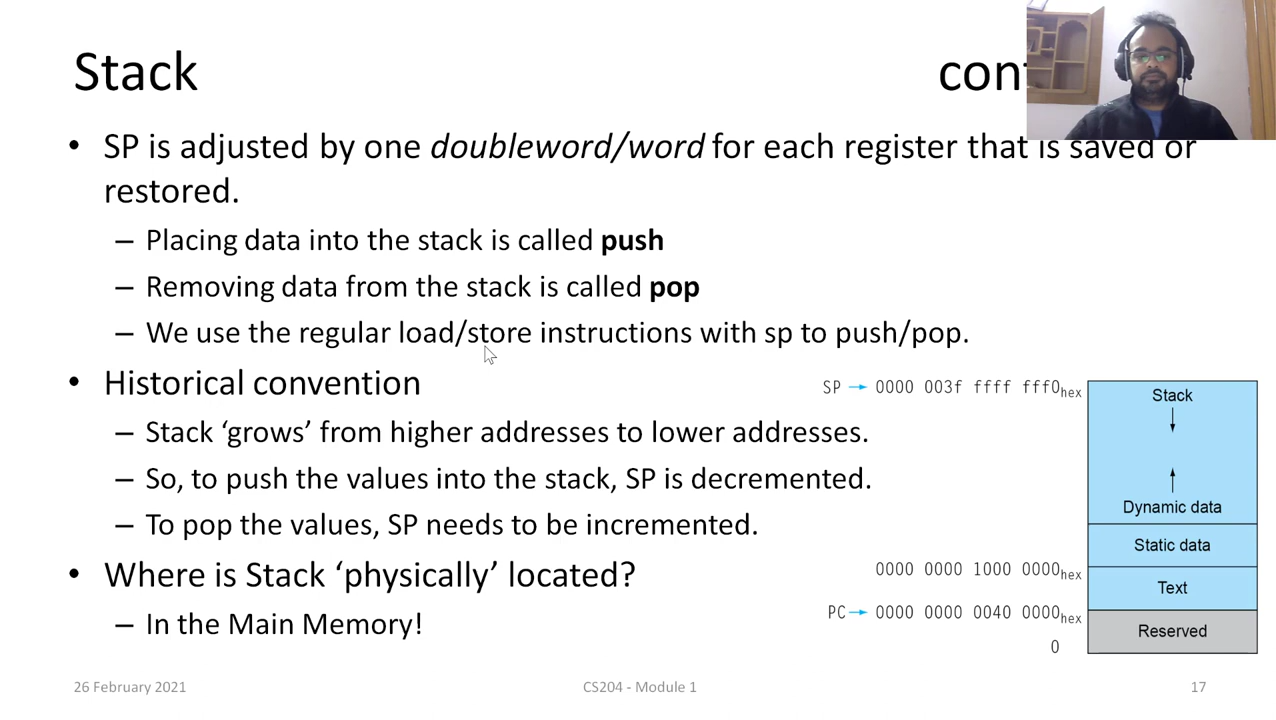 Stack
• SP is adjusted by one doubleword/word for each register that is saved or
restored.
– Placing data into the stack is called push
– Removing data from the stack is called pop
– We use the regular load/store instructions with sp to push/pop.
• Historical convention
– Stack ‘grows’ from higher addresses to lower addresses.
– So, to push the values into the stack, SP is decremented.
– To pop the values, SP needs to be incremented.
• Where is Stack ‘physically’ located?
– In the Main Memory!
SP → 0000 003f ffff fff0hex
Stack
Dynamic data
Static data
0000 0000 1000 0000hex
Text
PC → 0000 0000 0040 0000hex
Reserved
0
26 February 2021
CS204 - Module 1
17